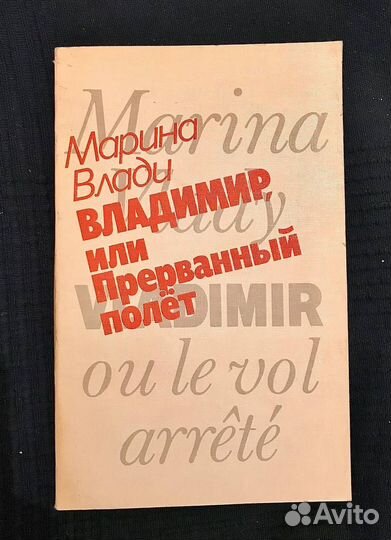 Marina
Vlady
VLADIMIR
ou le vol
arrêté
Марина
Влади
ВЛАДИМИР,
или
Прерванный
полёт
Avito